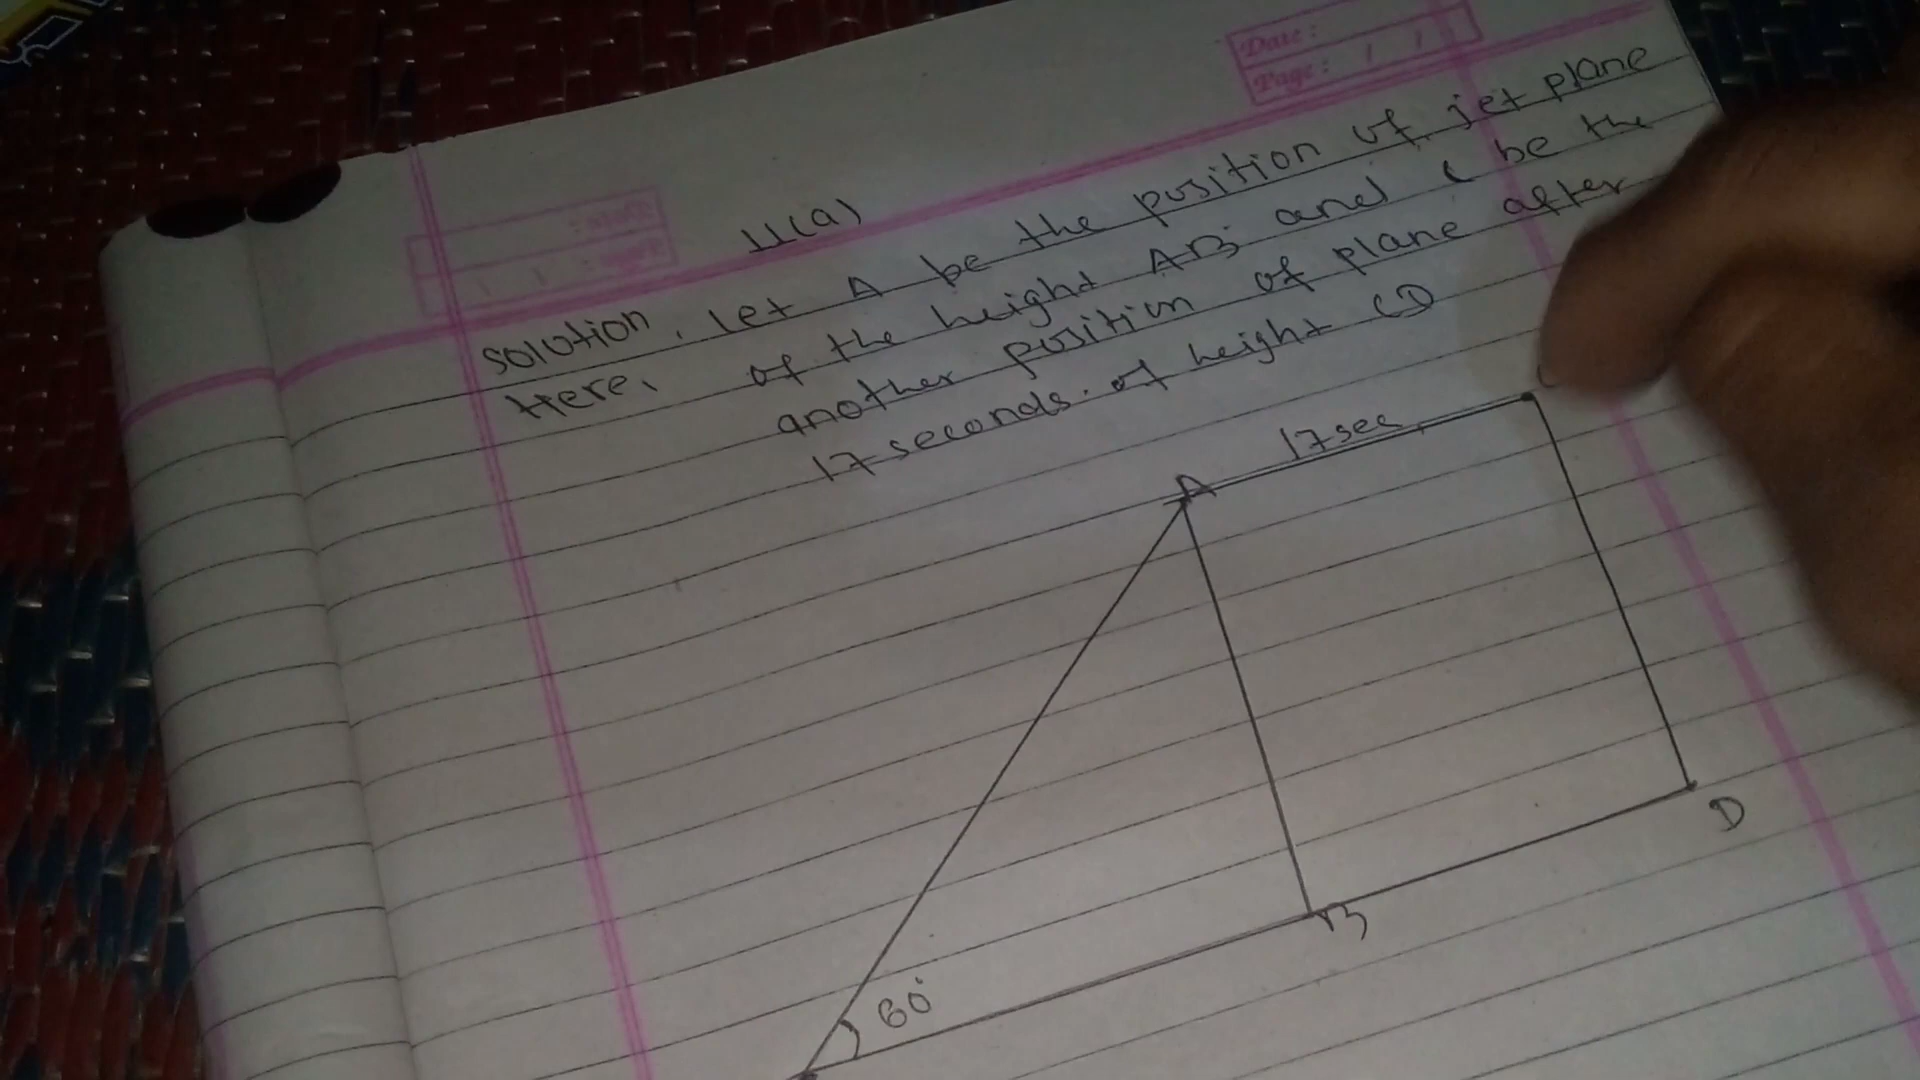 Date:
Page: / /
11(a)
Solution,
Here, Let A be the position of jet plane
of the height AB and C be the
another position of plane after
17 seconds. of height CD
17 sec
A
B
D
60°